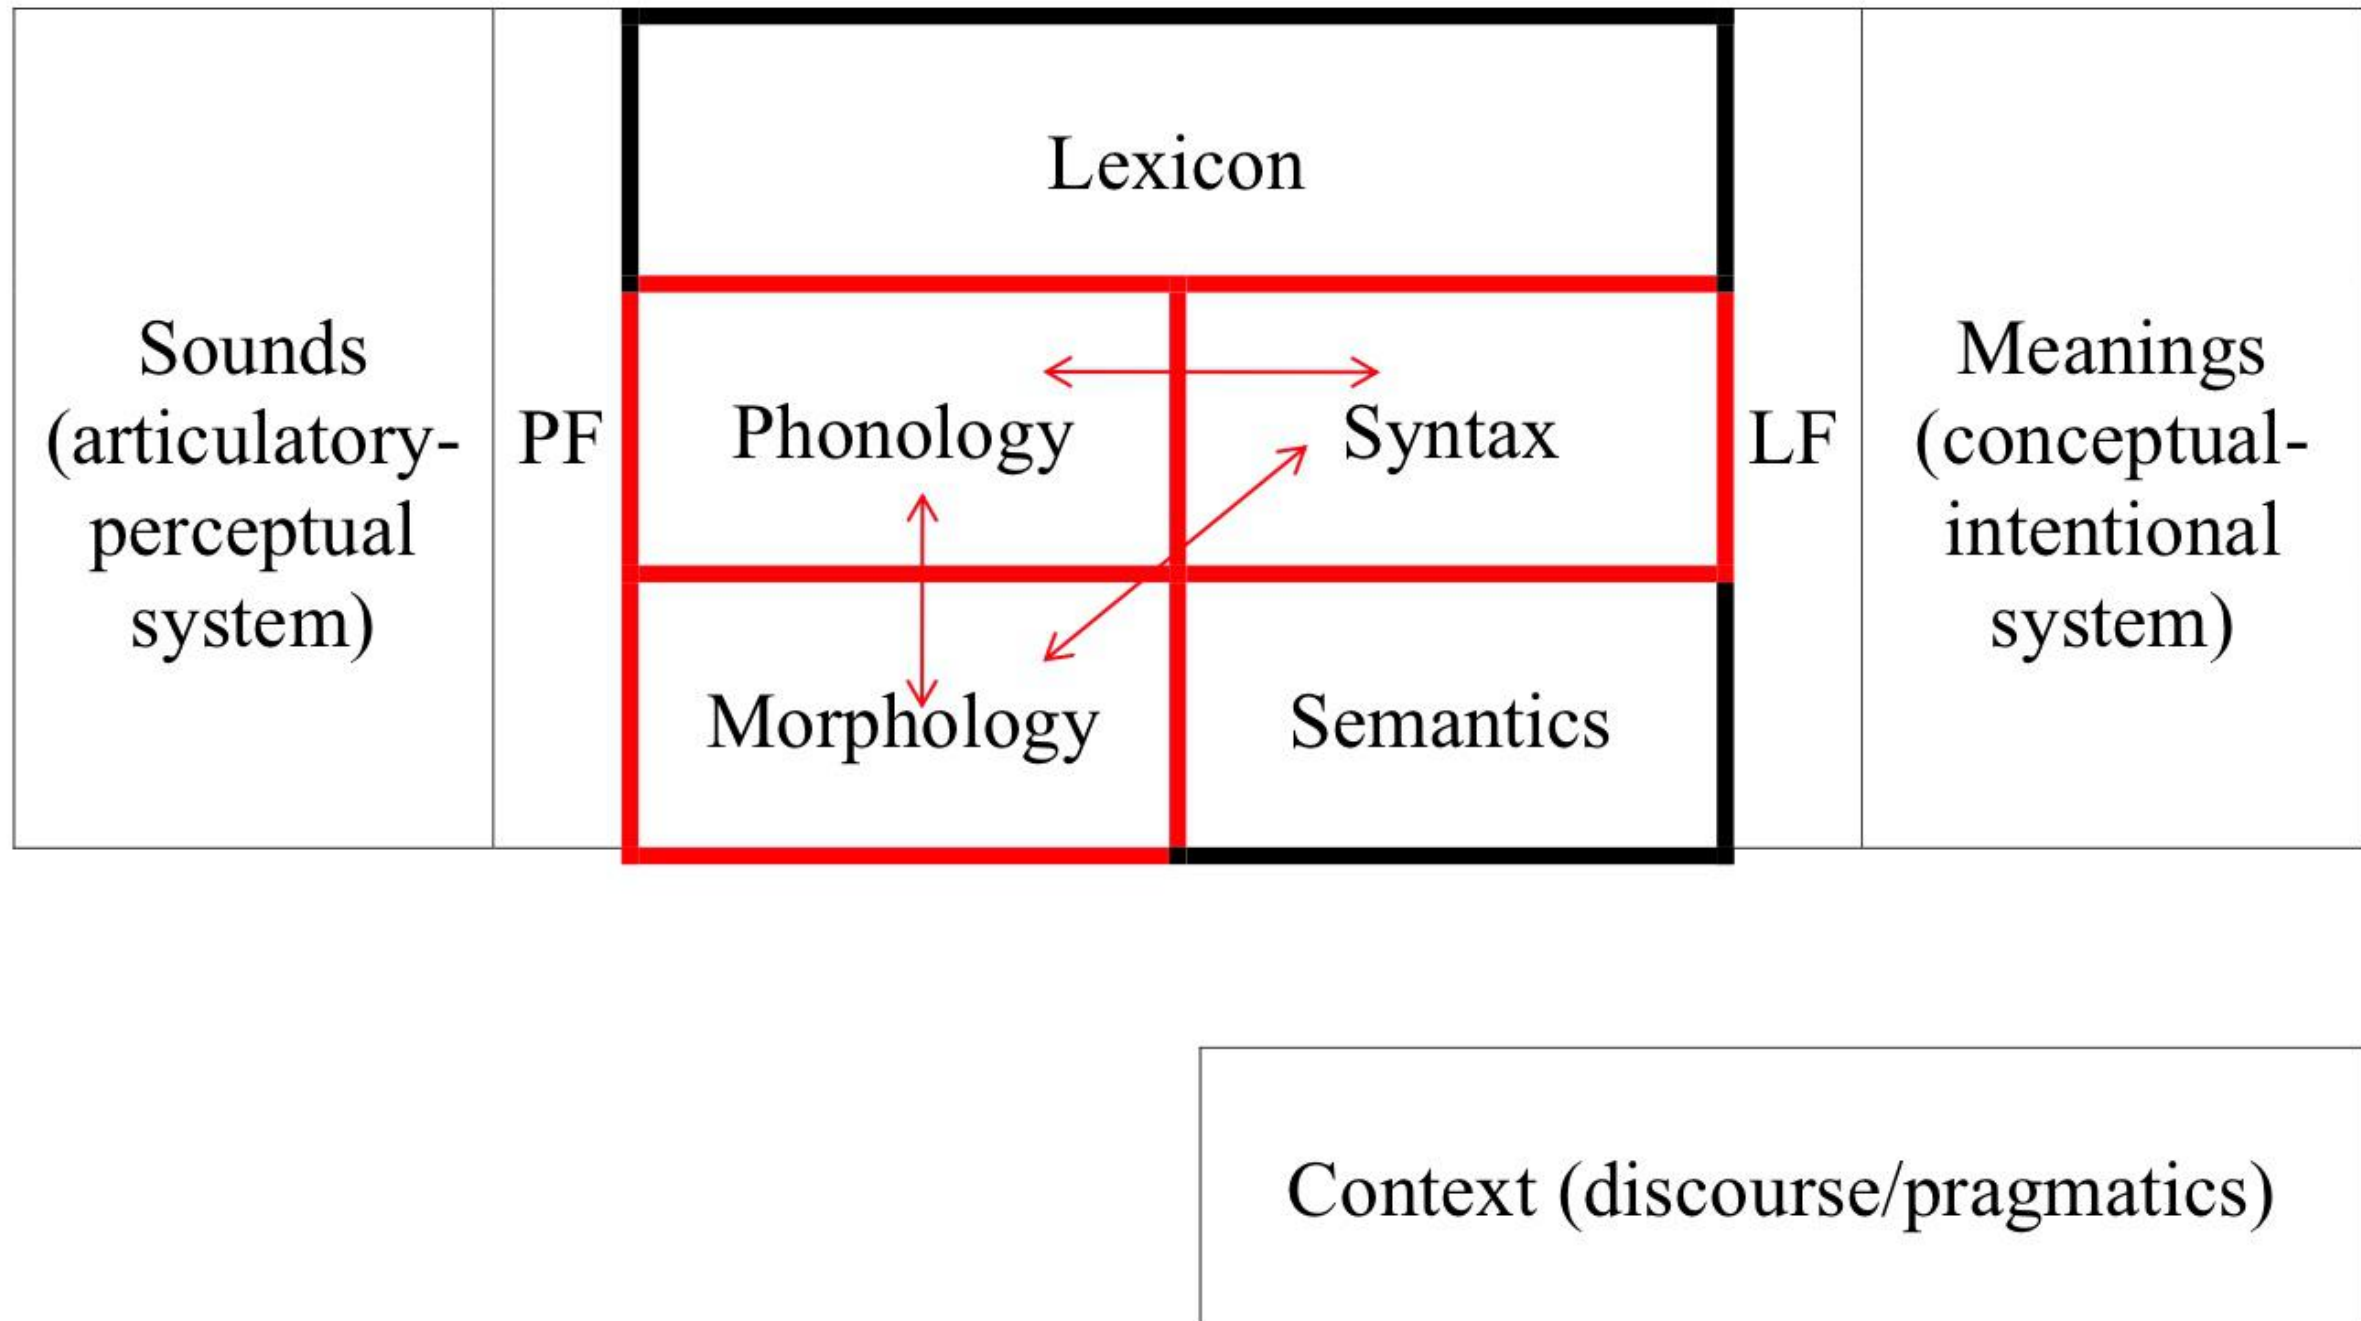 Lexicon
Sounds
(articulatory-
perceptual
system)
PF
Phonology
Syntax
LF
Meanings
(conceptual-
intentional
system)
Morphology
Semantics
Context (discourse/pragmatics)